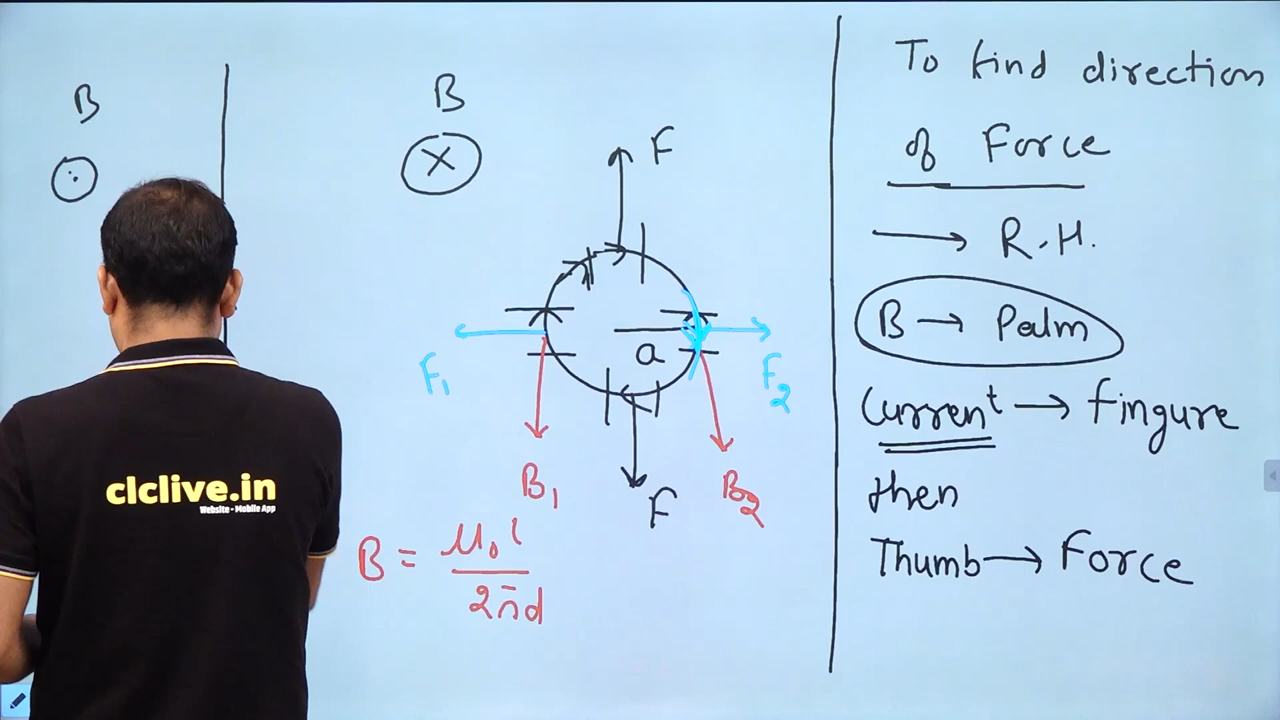 B
B
F
a
F₁
F₂
B₁
B₂
F
B = μ₀i / 2πd
To find direction
of Force
→ R.H.
B → Palm
Current → fingure
then
Thumb → Force
clclive.in
Website - Mobile App